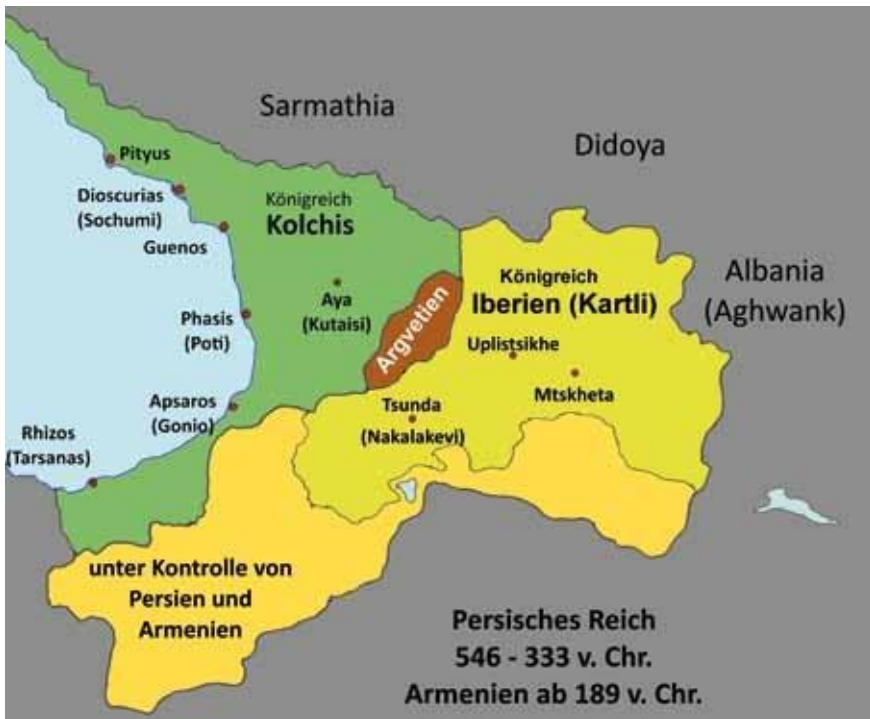 Sarmathia
Didoya
Pityus
Dioscurias
(Sochumi)
Guenos
Königreich
Kolchis
Aya
(Kutaisi)
Phasis
(Poti)
Apsaros
(Gonio)
Rhizos
(Tarsanas)
Argvetien
Königreich
Iberien (Kartli)
Uplistsikhe
Mtskheta
Tsunda
(Nakalakevi)
Albania
(Aghwank)
unter Kontrolle von
Persien und
Armenien
Persisches Reich
546 - 333 v. Chr.
Armenien ab 189 v. Chr.